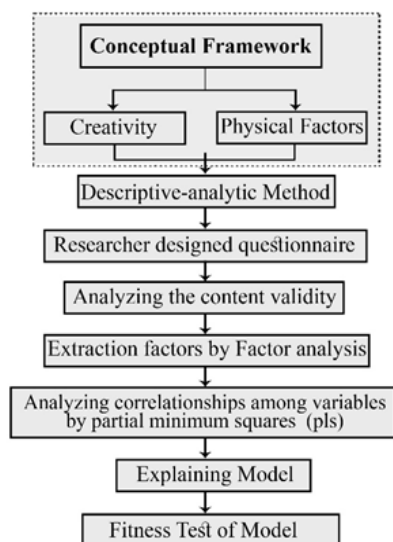 Conceptual Framework
Creativity
Physical Factors
Descriptive-analytic Method
Researcher designed questionnaire
Analyzing the content validity
Extraction factors by Factor analysis
Analyzing correlationships among variables
by partial minimum squares (pls)
Explaining Model
Fitness Test of Model